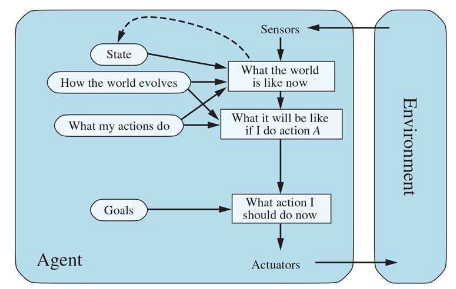 Sensors
State
What the world
is like now
How the world evolves
What it will be like
if I do action A
What my actions do
What action I
should do now
Goals
Agent
Actuators
Environment